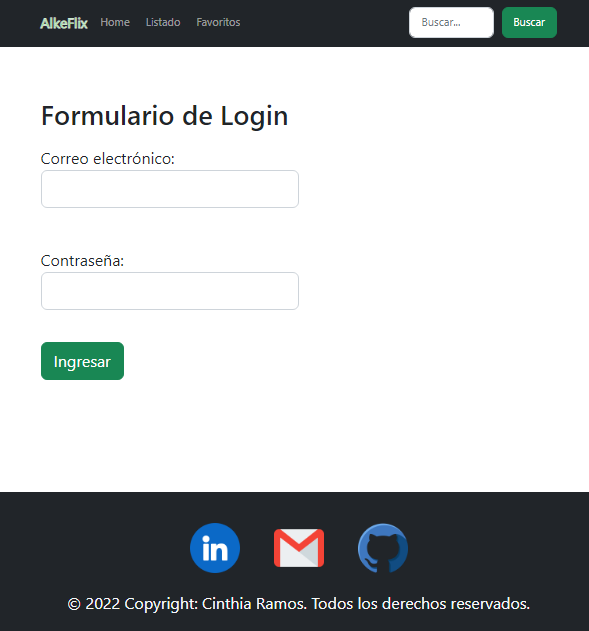 AlkeFlix Home Listado Favoritos Buscar... Buscar
Formulario de Login
Correo electrónico:
Contraseña:
Ingresar
in
© 2022 Copyright: Cinthia Ramos. Todos los derechos reservados.